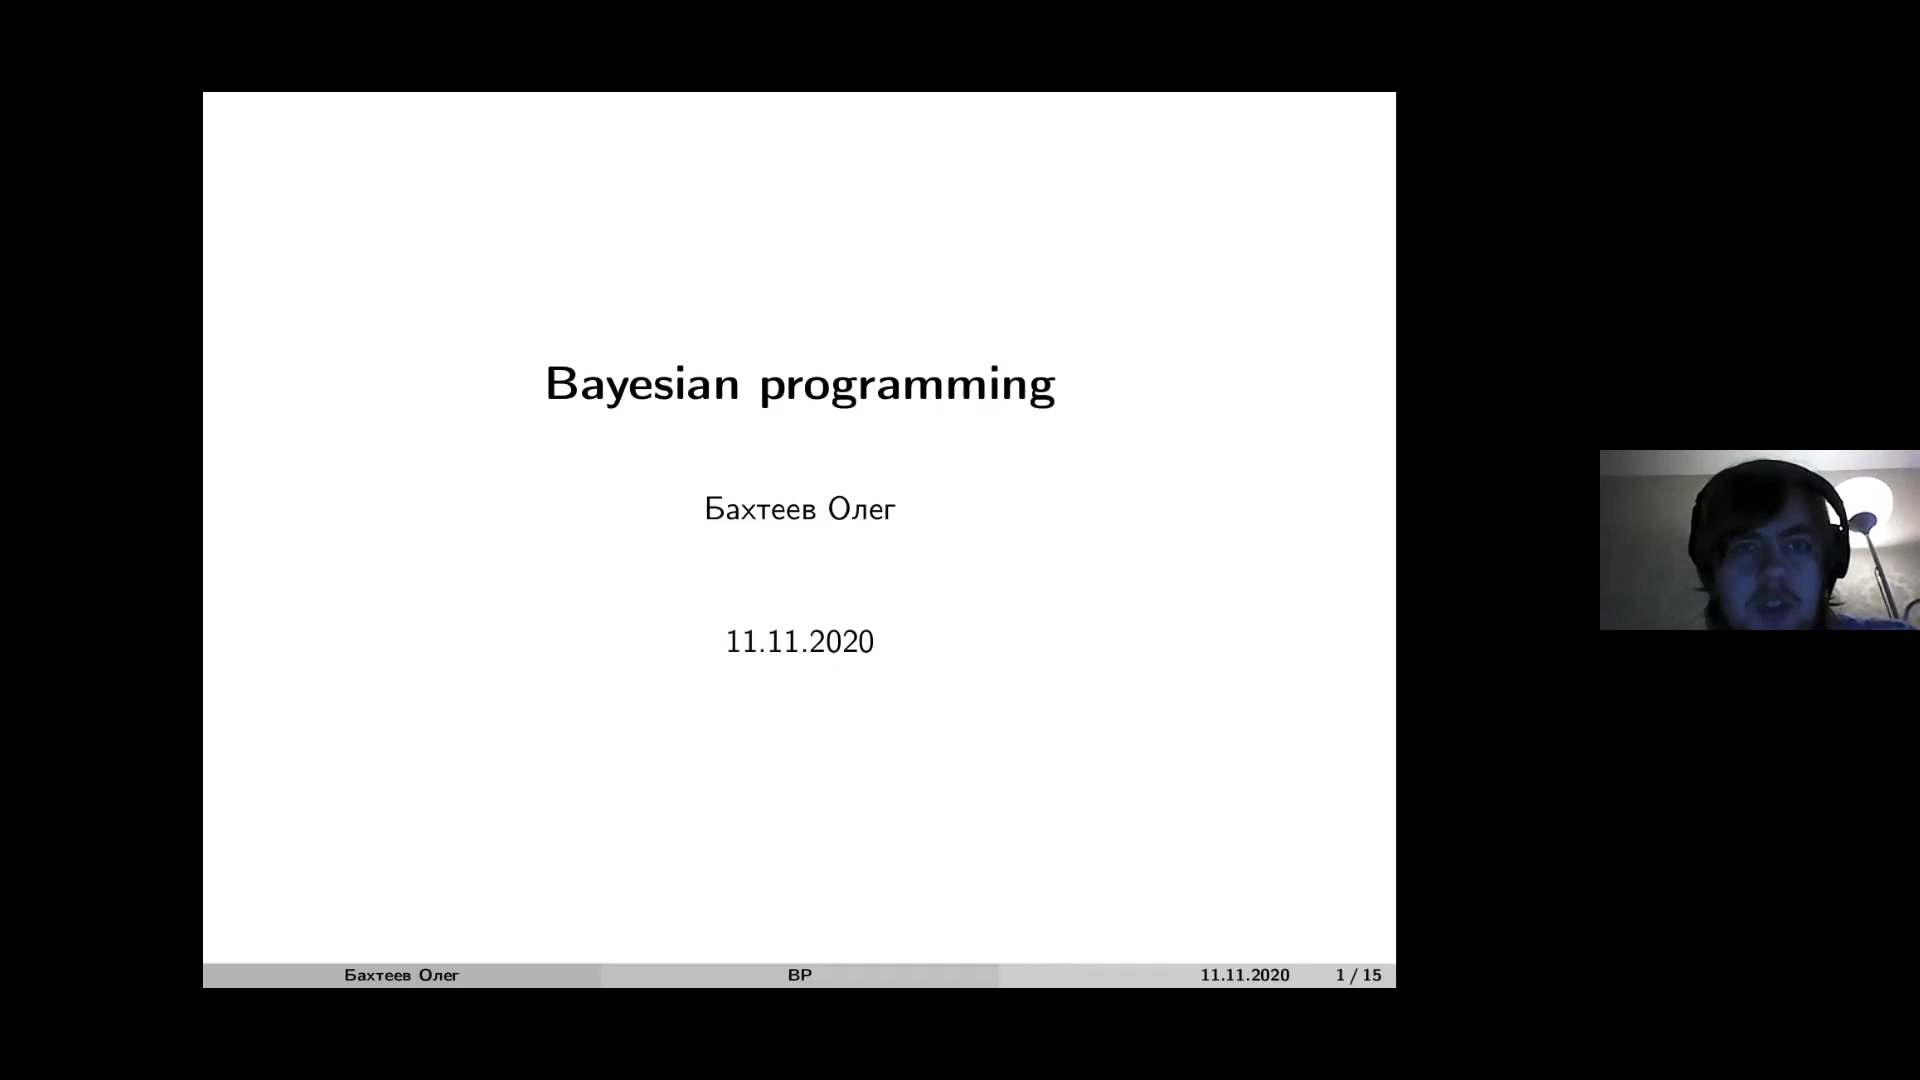 Bayesian programming
Бахтеев Олег
11.11.2020
Бахтеев Олег
BP
11.11.2020
1 / 15